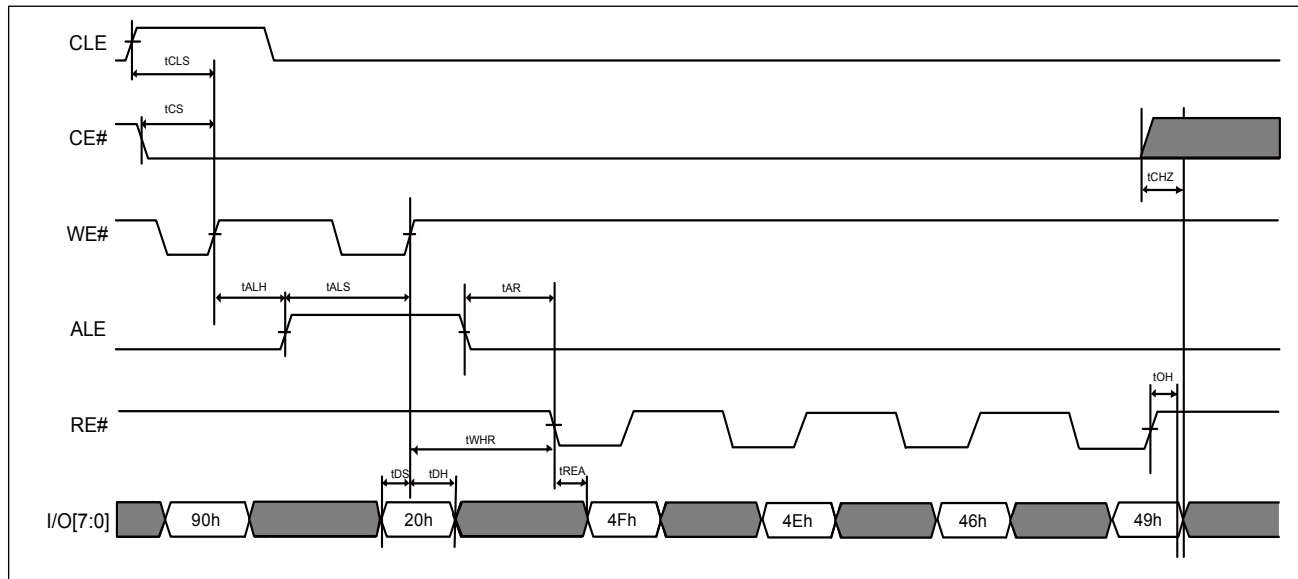 CLE
tCLS
tCS
CE#
tCHZ
WE#
tALH tALS tAR
ALE
tOH
RE#
tWHR
tDS tDH tREA
I/O[7:0] 90h 20h 4Fh 4Eh 46h 49h